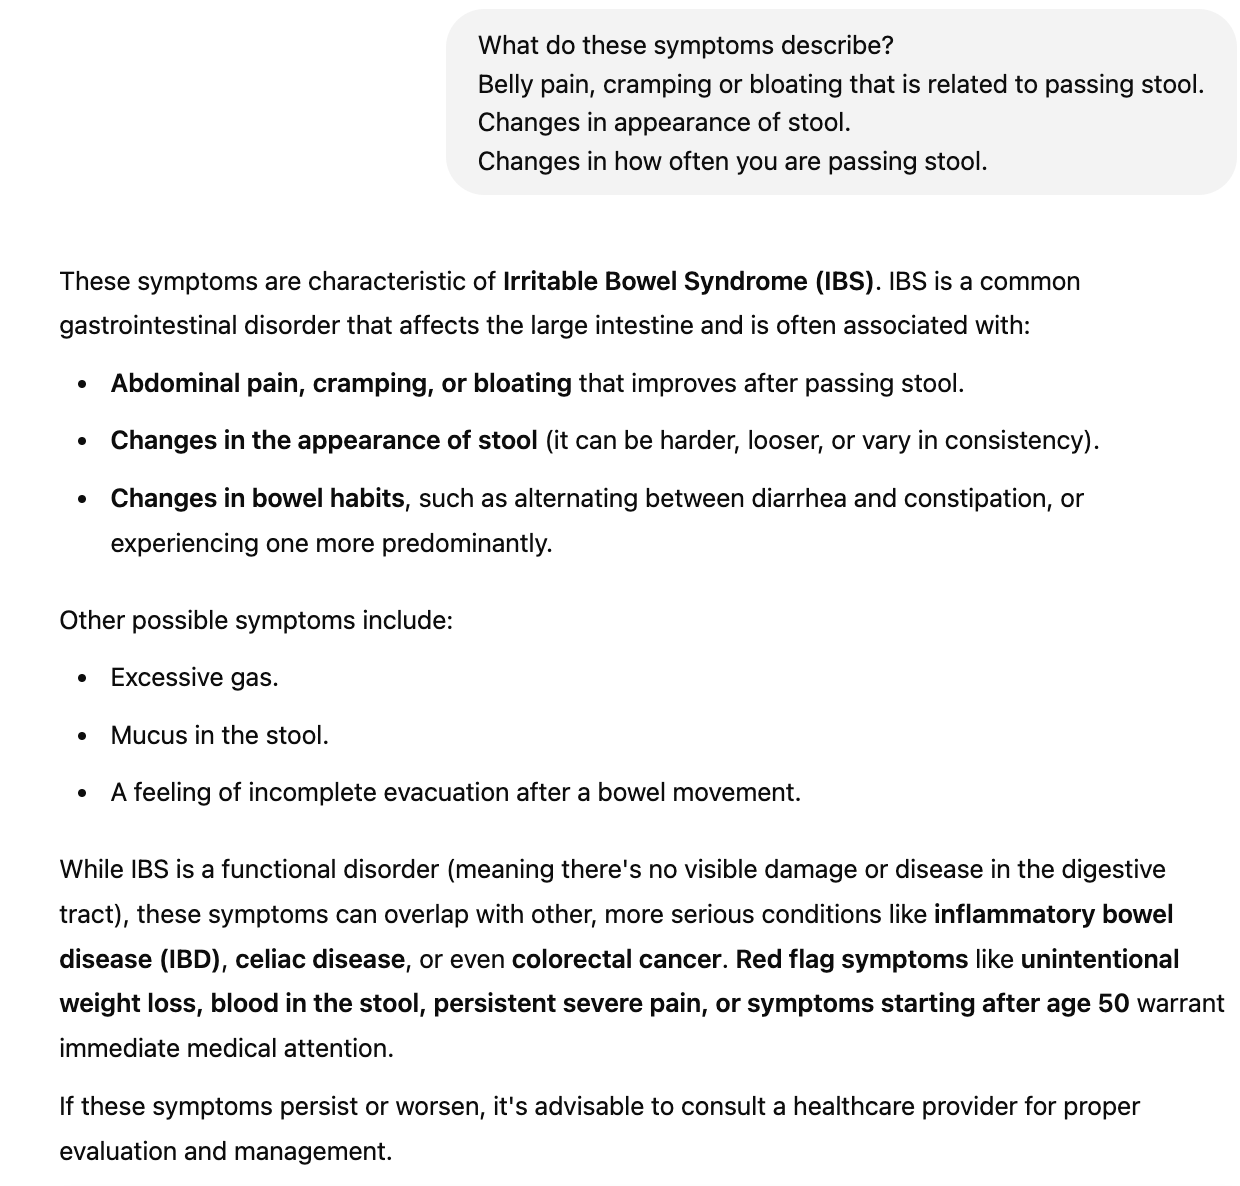 What do these symptoms describe?
Belly pain, cramping or bloating that is related to passing stool.
Changes in appearance of stool.
Changes in how often you are passing stool.
These symptoms are characteristic of Irritable Bowel Syndrome (IBS). IBS is a common
gastrointestinal disorder that affects the large intestine and is often associated with:
• Abdominal pain, cramping, or bloating that improves after passing stool.
• Changes in the appearance of stool (it can be harder, looser, or vary in consistency).
• Changes in bowel habits, such as alternating between diarrhea and constipation, or
experiencing one more predominantly.
Other possible symptoms include:
• Excessive gas.
• Mucus in the stool.
• A feeling of incomplete evacuation after a bowel movement.
While IBS is a functional disorder (meaning there's no visible damage or disease in the digestive
tract), these symptoms can overlap with other, more serious conditions like inflammatory bowel
disease (IBD), celiac disease, or even colorectal cancer. Red flag symptoms like unintentional
weight loss, blood in the stool, persistent severe pain, or symptoms starting after age 50 warrant
immediate medical attention.
If these symptoms persist or worsen, it's advisable to consult a healthcare provider for proper
evaluation and management.